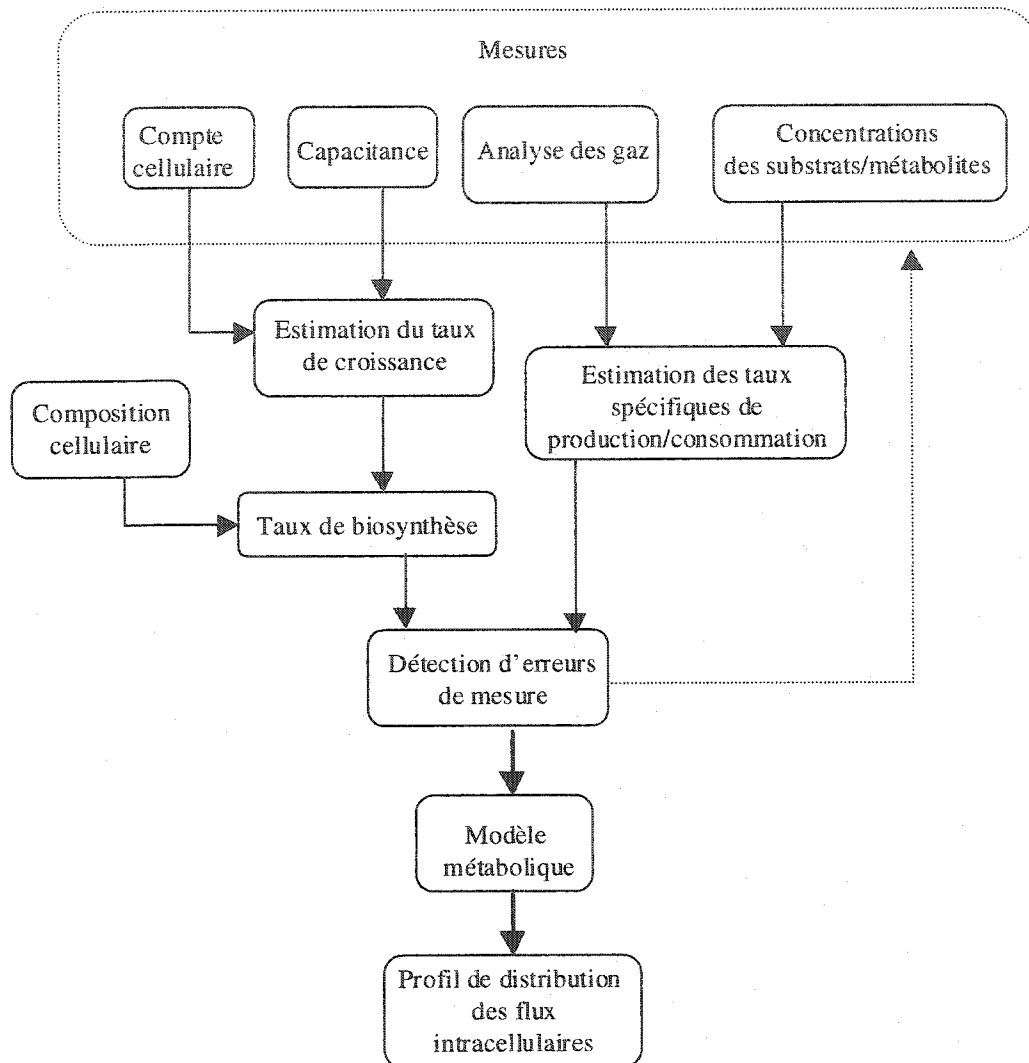 Mesures
Compte
cellulaire
Capacitance
Analyse des gaz
Concentrations
des substrats/métabolites
Estimation du taux
de croissance
Estimation des taux
spécifiques de
production/consommation
Composition
cellulaire
Taux de biosynthèse
Détection d'erreurs
de mesure
Modèle
métabolique
Profil de distribution
des flux
intracellulaires